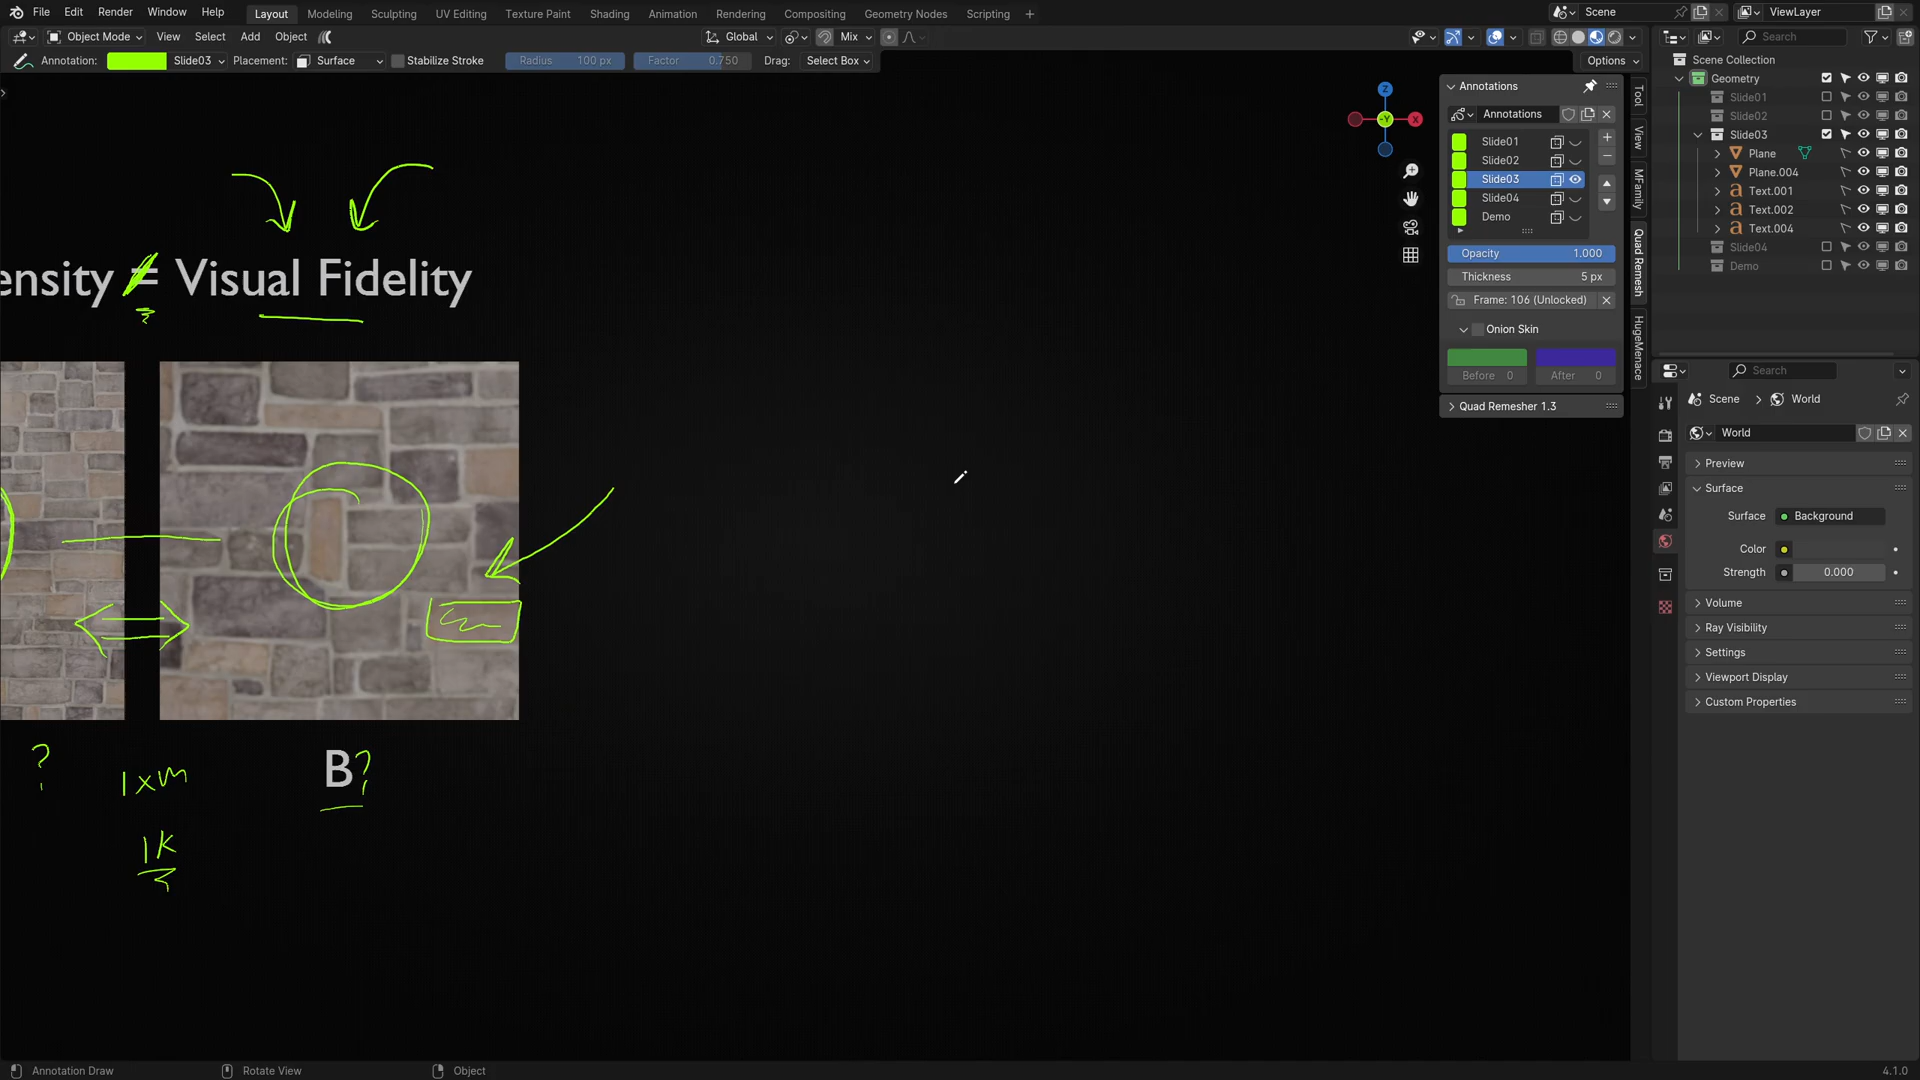 File Edit Render Window Help Layout Modeling Sculpting UV Editing Texture Paint Shading Animation Rendering Compositing Geometry Nodes Scripting + Scene ViewLayer
Object Mode View Select Add Object Global Mix Search
Annotation: Slide03 Placement: Surface Stabilize Stroke Radius 100 px Factor 0.750 Drag: Select Box Options
Scene Collection
Geometry
Slide01
Slide02
Slide03
Plane
Plane.004
Text.001
Text.002
Text.004
Slide04
Demo
Z
-Y
X
Annotations
Annotations
Slide01
Slide02
Slide03
Slide04
Demo
Opacity 1.000
Thickness 5 px
Frame: 106 (Unlocked)
Onion Skin
Before 0 After 0
Quad Remesher 1.3
Tool
View
MFamily
Quad Remesh
HugeMenace
ensity = Visual Fidelity
? 1xm B?
1K
Search
Scene > World
World
Preview
Surface
Surface Background
Color
Strength 0.000
Volume
Ray Visibility
Settings
Viewport Display
Custom Properties
Annotation Draw Rotate View Object 4.1.0